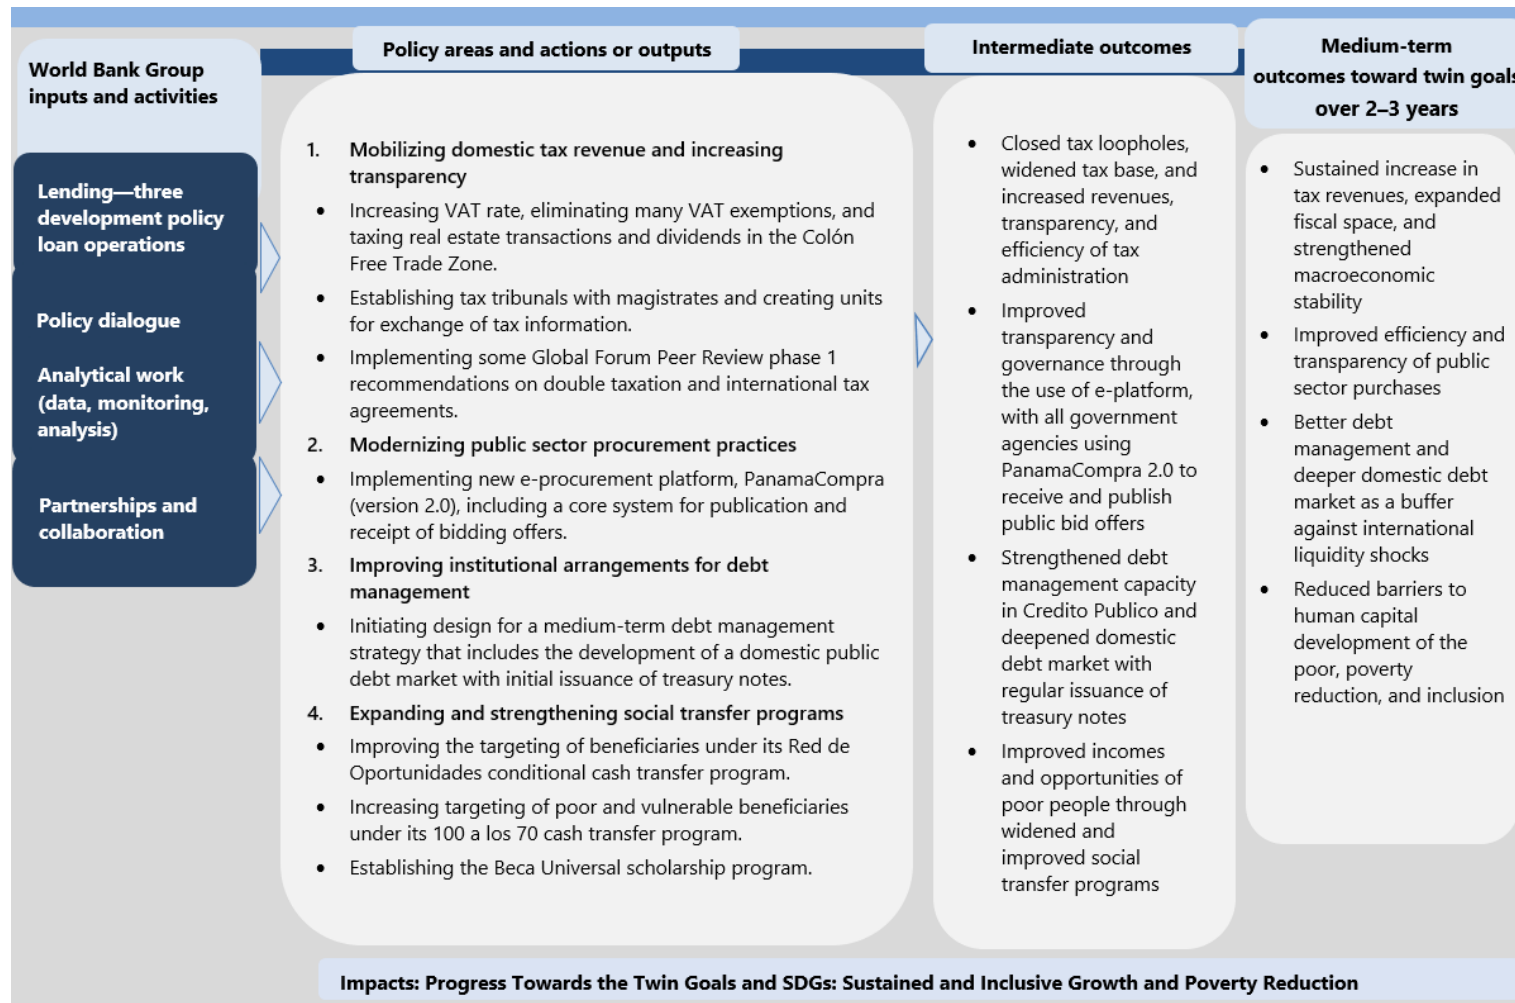 World Bank Group
inputs and activities
Lending—three
development policy
loan operations
Policy dialogue
Analytical work
(data, monitoring,
analysis)
Partnerships and
collaboration
Policy areas and actions or outputs
1. Mobilizing domestic tax revenue and increasing
transparency
• Increasing VAT rate, eliminating many VAT exemptions, and
taxing real estate transactions and dividends in the Colón
Free Trade Zone.
• Establishing tax tribunals with magistrates and creating units
for exchange of tax information.
• Implementing some Global Forum Peer Review phase 1
recommendations on double taxation and international tax
agreements.
2. Modernizing public sector procurement practices
• Implementing new e-procurement platform, PanamaCompra
(version 2.0), including a core system for publication and
receipt of bidding offers.
3. Improving institutional arrangements for debt
management
• Initiating design for a medium-term debt management
strategy that includes the development of a domestic public
debt market with initial issuance of treasury notes.
4. Expanding and strengthening social transfer programs
• Improving the targeting of beneficiaries under its Red de
Oportunidades conditional cash transfer program.
• Increasing targeting of poor and vulnerable beneficiaries
under its 100 a los 70 cash transfer program.
• Establishing the Beca Universal scholarship program.
Intermediate outcomes
• Closed tax loopholes,
widened tax base, and
increased revenues,
transparency, and
efficiency of tax
administration
• Improved
transparency and
governance through
the use of e-platform,
with all government
agencies using
PanamaCompra 2.0 to
receive and publish
public bid offers
• Strengthened debt
management capacity
in Credito Publico and
deepened domestic
debt market with
regular issuance of
treasury notes
• Improved incomes
and opportunities of
poor people through
widened and
improved social
transfer programs
Medium-term
outcomes toward twin goals
over 2–3 years
• Sustained increase in
tax revenues, expanded
fiscal space, and
strengthened
macroeconomic
stability
• Improved efficiency and
transparency of public
sector purchases
• Better debt
management and
deeper domestic debt
market as a buffer
against international
liquidity shocks
• Reduced barriers to
human capital
development of the
poor, poverty
reduction, and inclusion
Impacts: Progress Towards the Twin Goals and SDGs: Sustained and Inclusive Growth and Poverty Reduction